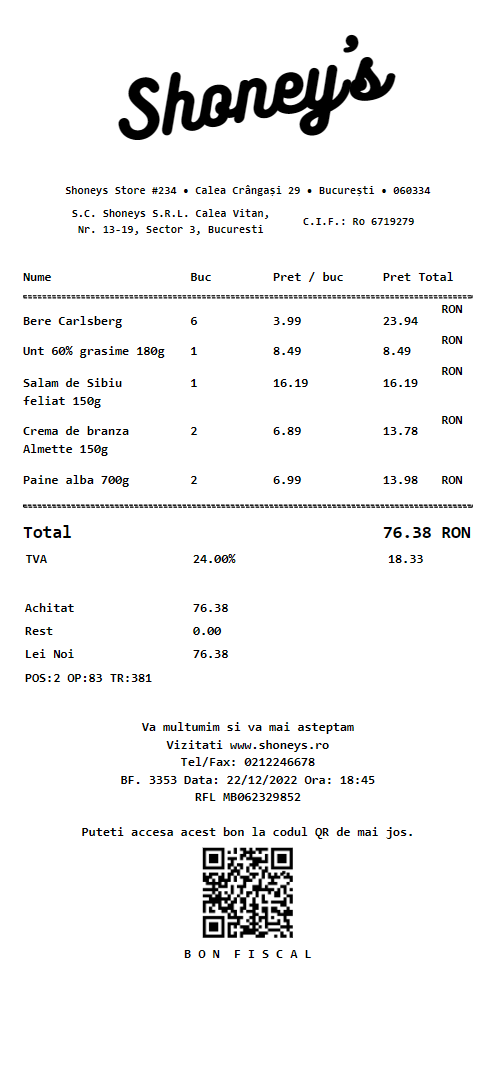 Shoney's
Shoneys Store #234 • Calea Crângași 29 • București • 060334
S.C. Shoneys S.R.L. Calea Vitan,
Nr. 13-19, Sector 3, Bucuresti
C.I.F.: Ro 6719279
Nume Buc Pret / buc Pret Total
Bere Carlsberg 6 3.99 23.94 RON
Unt 60% grasime 180g 1 8.49 8.49 RON
Salam de Sibiu 1 16.19 16.19 RON
feliat 150g
Crema de branza 2 6.89 13.78 RON
Almette 150g
Paine alba 700g 2 6.99 13.98 RON
Total 76.38 RON
TVA 24.00% 18.33
Achitat 76.38
Rest 0.00
Lei Noi 76.38
POS:2 OP:83 TR:381
Va multumim si va mai asteptam
Vizitati www.shoneys.ro
Tel/Fax: 0212246678
BF. 3353 Data: 22/12/2022 Ora: 18:45
RFL MB062329852
Puteti accesa acest bon la codul QR de mai jos.
BON FISCAL